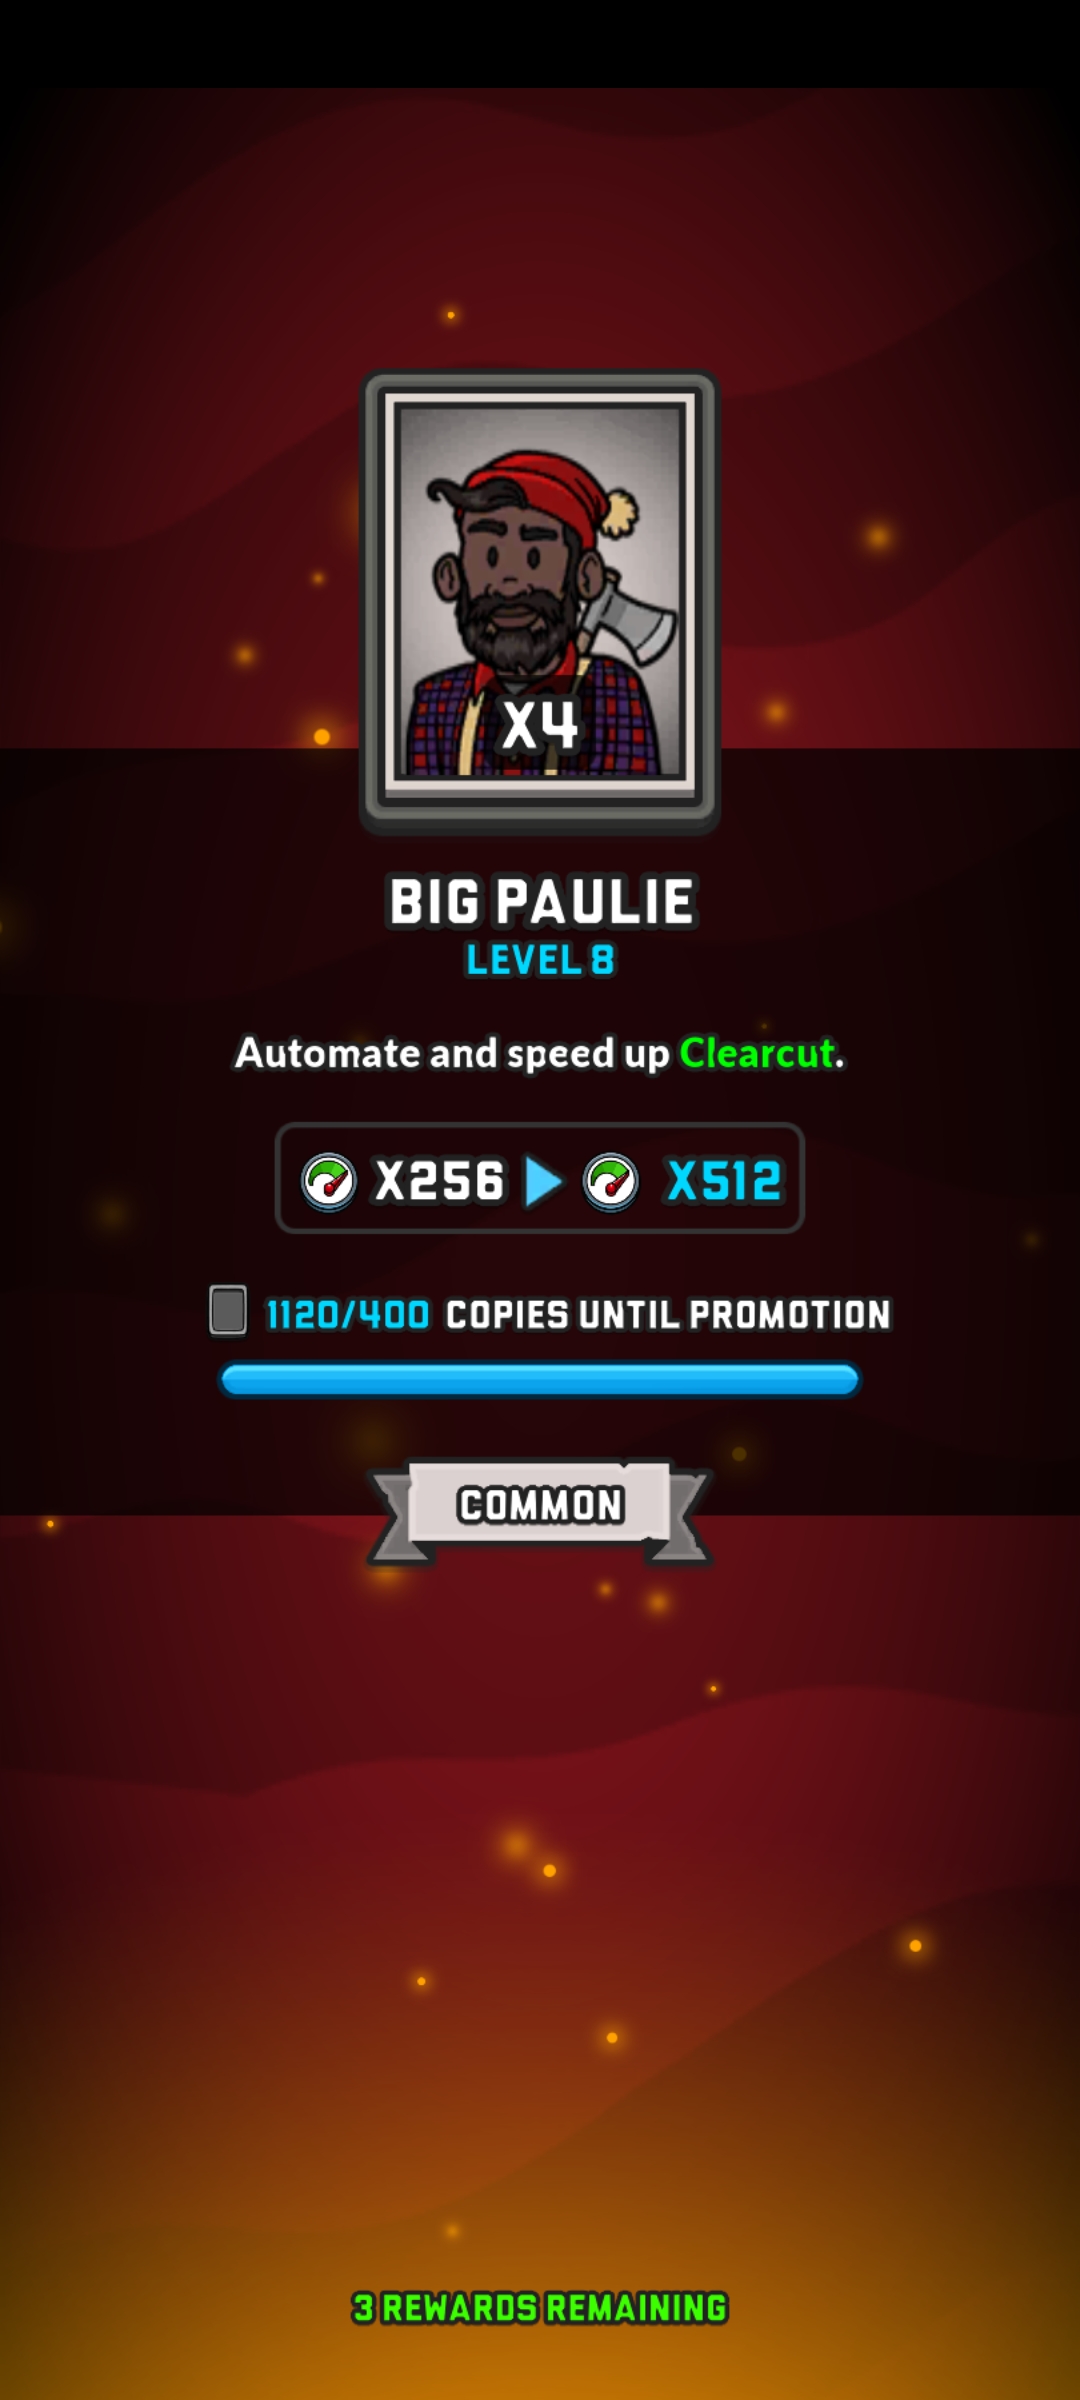 X4
BIG PAULIE
LEVEL 8
Automate and speed up Clearcut.
X256 X512
1120/400 COPIES UNTIL PROMOTION
COMMON
3 REWARDS REMAINING